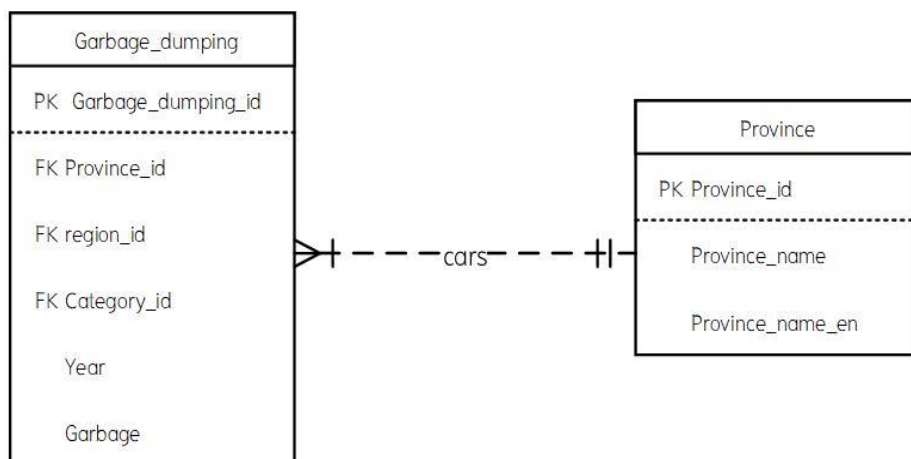 Garbage_dumping
PK Garbage_dumping_id
FK Province_id
FK region_id
FK Category_id
Year
Garbage
cars
Province
PK Province_id
Province_name
Province_name_en